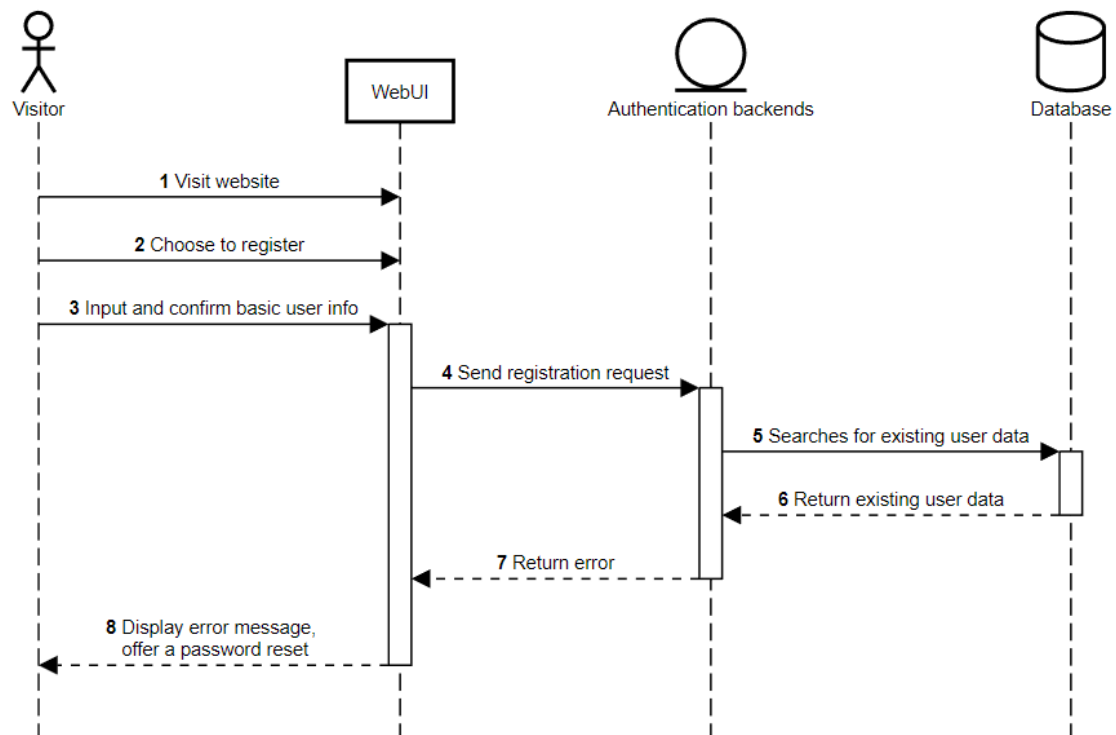 Visitor
WebUI
Authentication backends
Database
1 Visit website
2 Choose to register
3 Input and confirm basic user info
4 Send registration request
5 Searches for existing user data
6 Return existing user data
7 Return error
8 Display error message,
offer a password reset